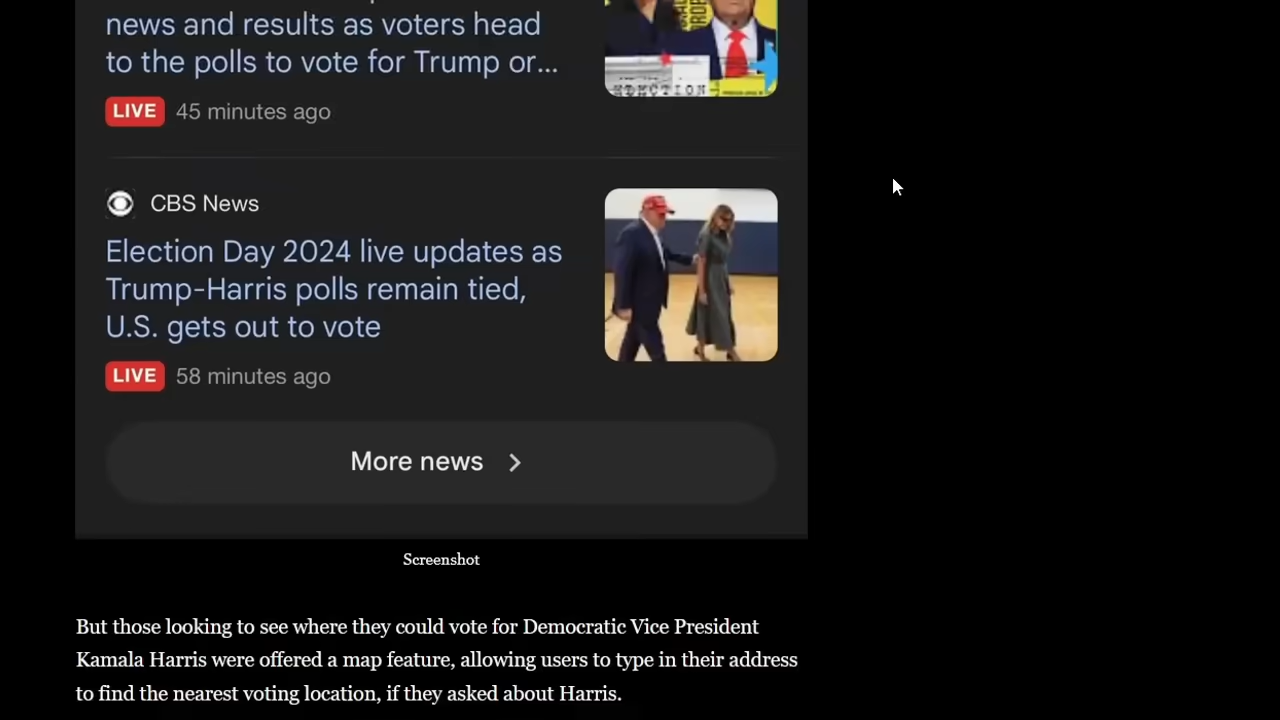 news and results as voters head
to the polls to vote for Trump or...
LIVE 45 minutes ago
CBS News
Election Day 2024 live updates as
Trump-Harris polls remain tied,
U.S. gets out to vote
LIVE 58 minutes ago
More news
Screenshot
But those looking to see where they could vote for Democratic Vice President
Kamala Harris were offered a map feature, allowing users to type in their address
to find the nearest voting location, if they asked about Harris.